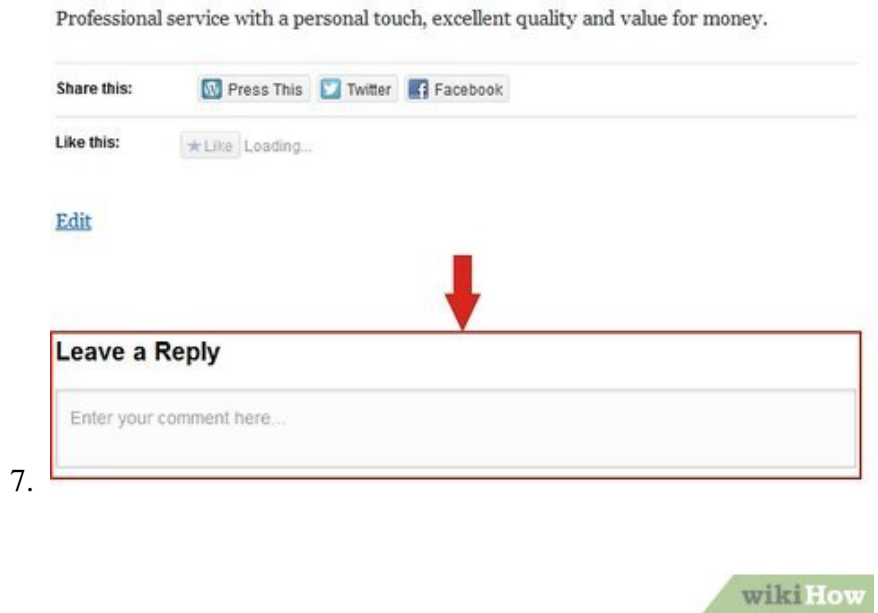 Professional service with a personal touch, excellent quality and value for money.
Share this: Press This Twitter Facebook
Like this: Like Loading...
Edit
Leave a Reply
Enter your comment here...
7.
wikiHow